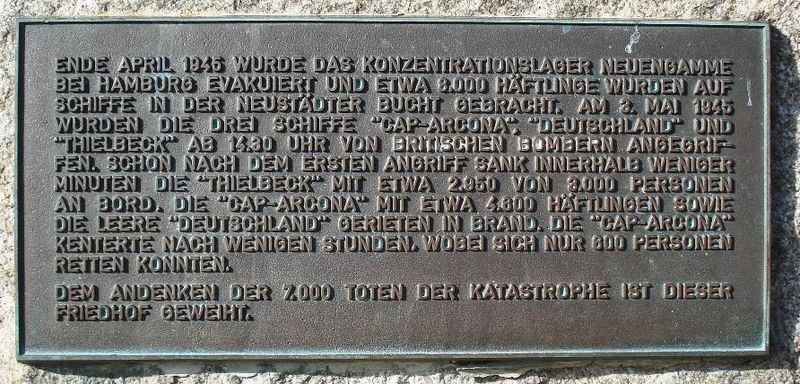 ENDE APRIL 1945 WURDE DAS KONZENTRATIONSLAGER NEUENGAMME
BEI HAMBURG EVAKUIERT UND ETWA 8.000 HÄFTLINGE WURDEN AUF
SCHIFFE IN DER NEUSTÄDTER BUCHT GEBRACHT. AM 3. MAI 1945
WURDEN DIE DREI SCHIFFE "CAP-ARCONA", "DEUTSCHLAND" UND
"THIELBECK" AB 14.30 UHR VON BRITISCHEN BOMBERN ANGEGRIF-
FEN. SCHON NACH DEM ERSTEN ANGRIFF SANK INNERHALB WENIGER
MINUTEN DIE "THIELBECK" MIT ETWA 2.950 VON 3.000 PERSONEN
AN BORD. DIE "CAP-ARCONA" MIT ETWA 4.600 HÄFTLINGEN SOWIE
DIE LEERE "DEUTSCHLAND" GERIETEN IN BRAND. DIE "CAP-ARCONA"
KENTERTE NACH WENIGEN STUNDEN, WOBEI SICH NUR 600 PERSONEN
RETTEN KONNTEN.
DEM ANDENKEN DER 7.000 TOTEN DER KATASTROPHE IST DIESER
FRIEDHOF GEWEIHT.